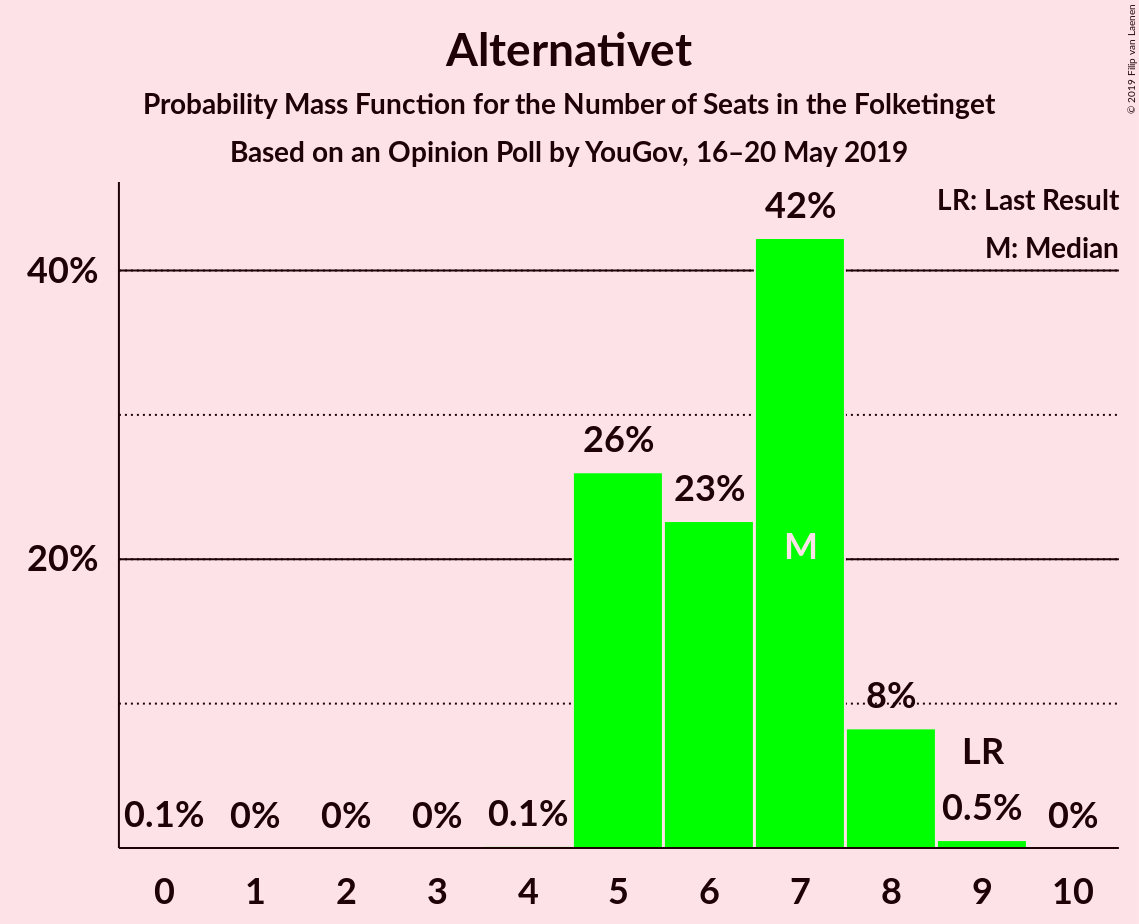 Alternativet
Probability Mass Function for the Number of Seats in the Folketinget
Based on an Opinion Poll by YouGov, 16–20 May 2019
© 2019 Filip van Laenen
LR: Last Result
M: Median
42%
40%
26%
23%
M
20%
8%
LR
0.1% 0% 0% 0% 0.1% 0.5% 0%
0 1 2 3 4 5 6 7 8 9 10